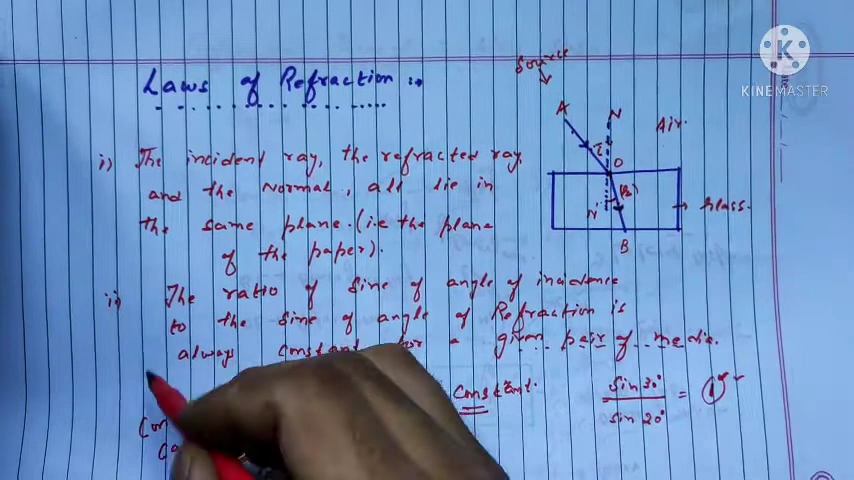 Laws of Refraction :-
i) The incident ray, the refracted ray
and the Normal, all lie in
the same plane. (i.e the plane
of the paper).
ii) The ratio of Sine of angle of incidence
to the Sine of angle of Refraction is
always Constant for a given pair of media.
Constant.
sin 30°
sin 20°
=
Source
A
N
Air.
i
O
N'
B
Glass.
K
KINEMASTER